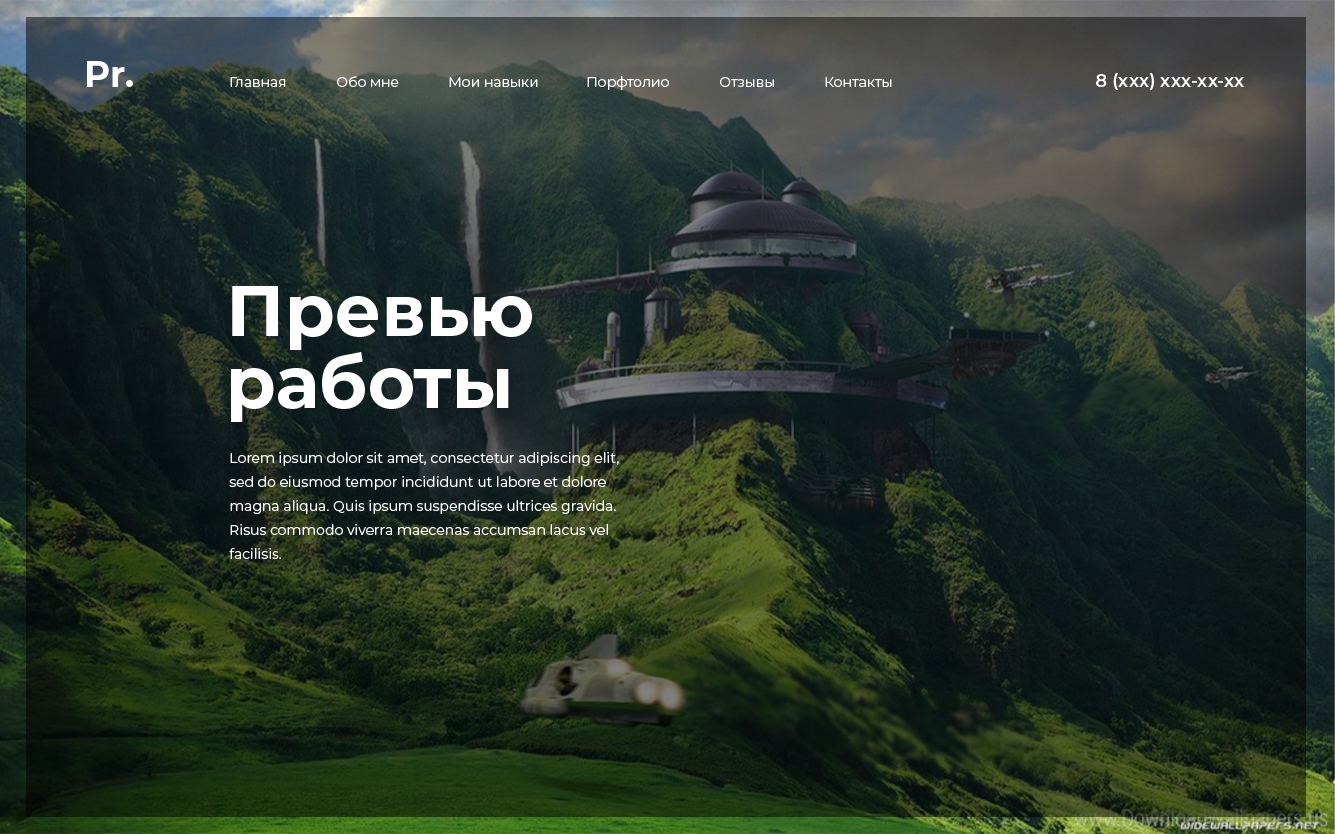 Pr.
Главная Обо мне Мои навыки Порфтолио Отзывы Контакты 8 (xxx) xxx-xx-xx
Превью
работы
Lorem ipsum dolor sit amet, consectetur adipiscing elit,
sed do eiusmod tempor incididunt ut labore et dolore
magna aliqua. Quis ipsum suspendisse ultrices gravida.
Risus commodo viverra maecenas accumsan lacus vel
facilisis.
WIDEWALLPAPERS.NET